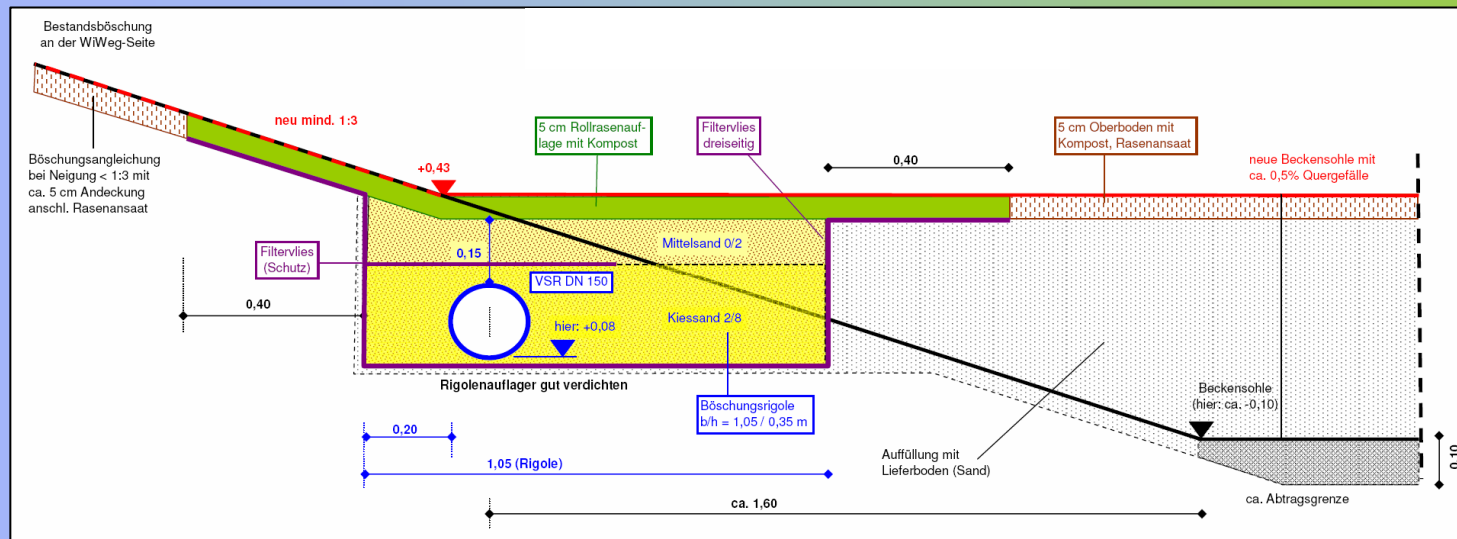 Bestandsböschung
an der WiWeg-Seite
neu mind. 1:3
Böschungsangleichung
bei Neigung < 1:3 mit
ca. 5 cm Andeckung
anschl. Rasenansaat
+0,43
5 cm Rollrasenauf-
lage mit Kompost
Filtervlies
dreiseitig
0,40
5 cm Oberboden mit
Kompost, Rasenansaat
neue Beckensohle mit
ca. 0,5% Quergefälle
Filtervlies
(Schutz)
0,15
Mittelsand 0/2
VSR DN 150
0,40
hier: +0,08
Kiessand 2/8
Rigolenauflager gut verdichten
Böschungsrigole
b/h = 1,05 / 0,35 m
Beckensohle
(hier: ca. -0,10)
0,20
1,05 (Rigole)
Auffüllung mit
Lieferboden (Sand)
0,10
ca. 1,60
ca. Abtragsgrenze